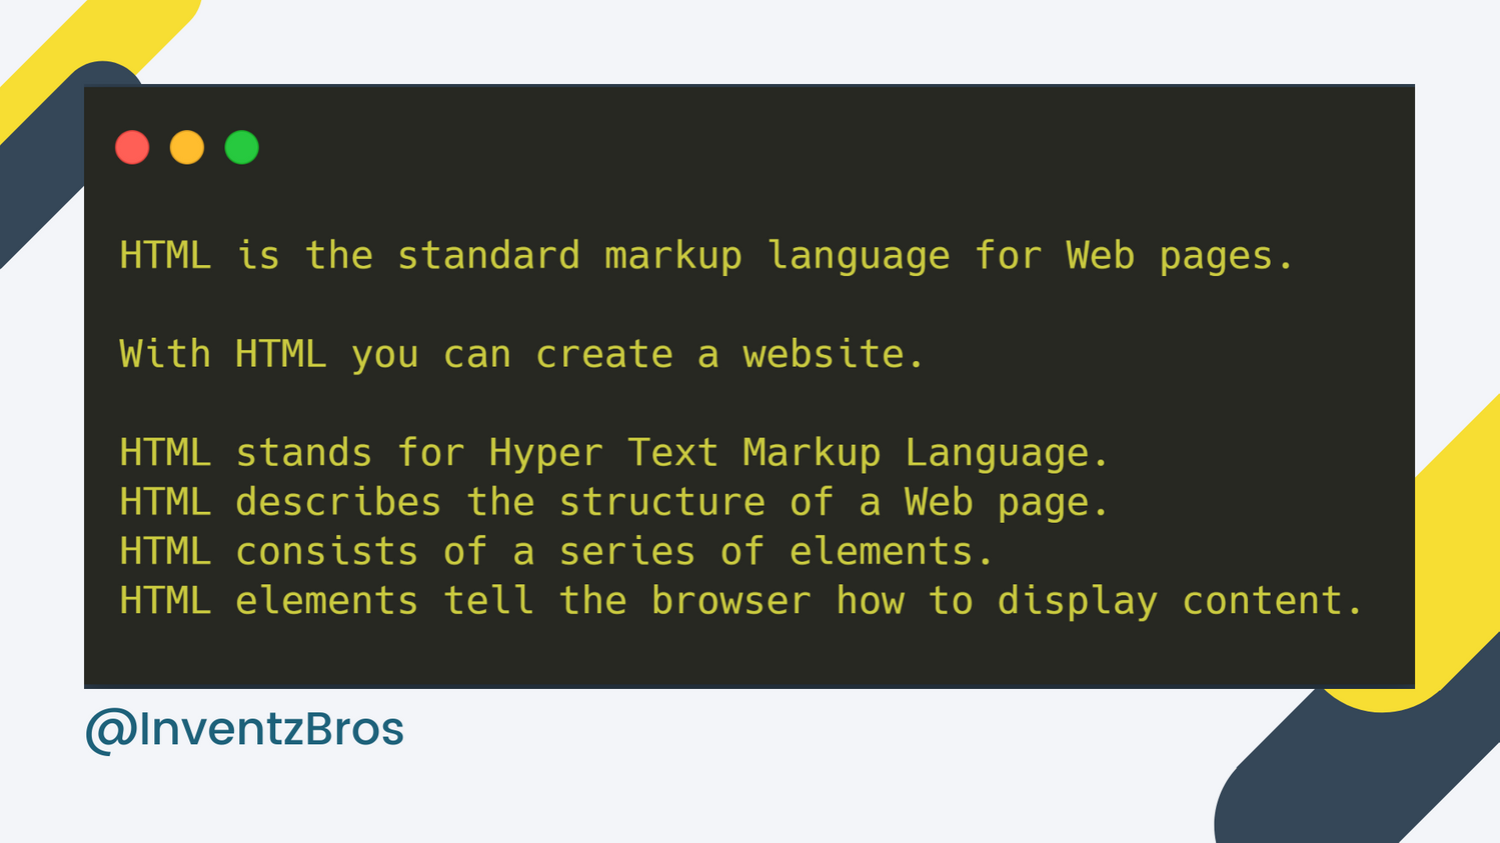 HTML is the standard markup language for Web pages.
With HTML you can create a website.
HTML stands for Hyper Text Markup Language.
HTML describes the structure of a Web page.
HTML consists of a series of elements.
HTML elements tell the browser how to display content.
@InventzBros